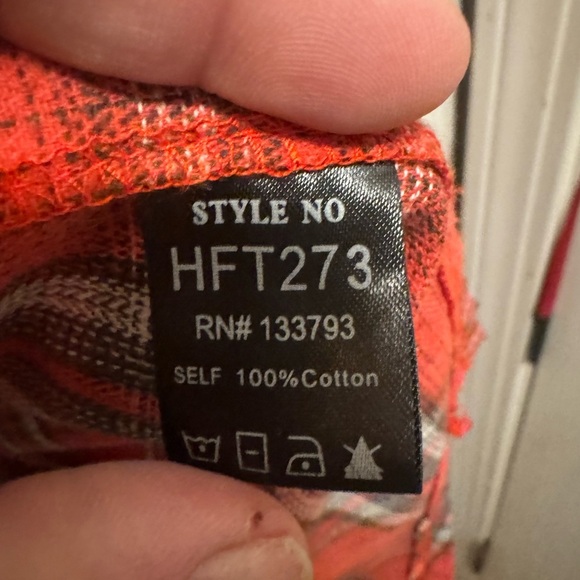 STYLE NO
HFT273
RN# 133793
SELF 100%Cotton